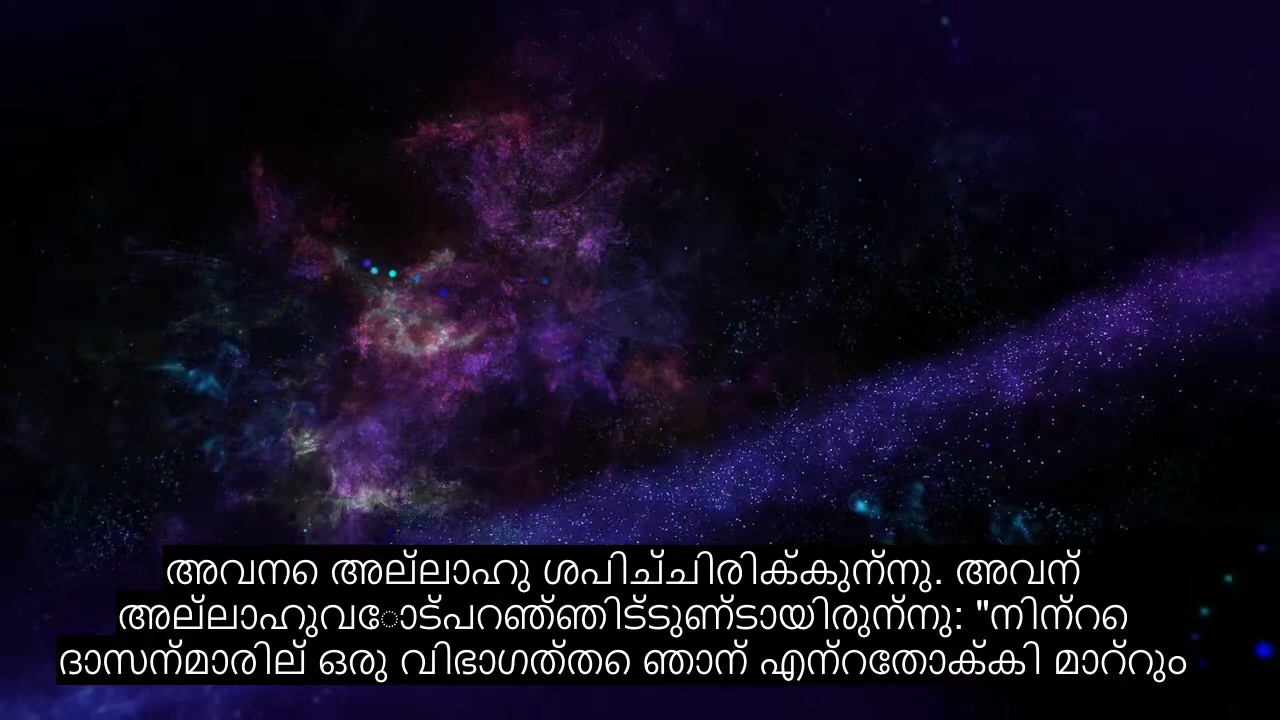 അവനെ അല്ലാഹു ശപിച്ചിരിക്കുന്നു. അവന്
അല്ലാഹുവോട്പറഞ്ഞിട്ടുണ്ടായിരുന്നു: "നിന്റെ
ദാസന്മാരില് ഒരു വിഭാഗത്തെ ഞാന് എന്റേതാക്കി മാറ്റും